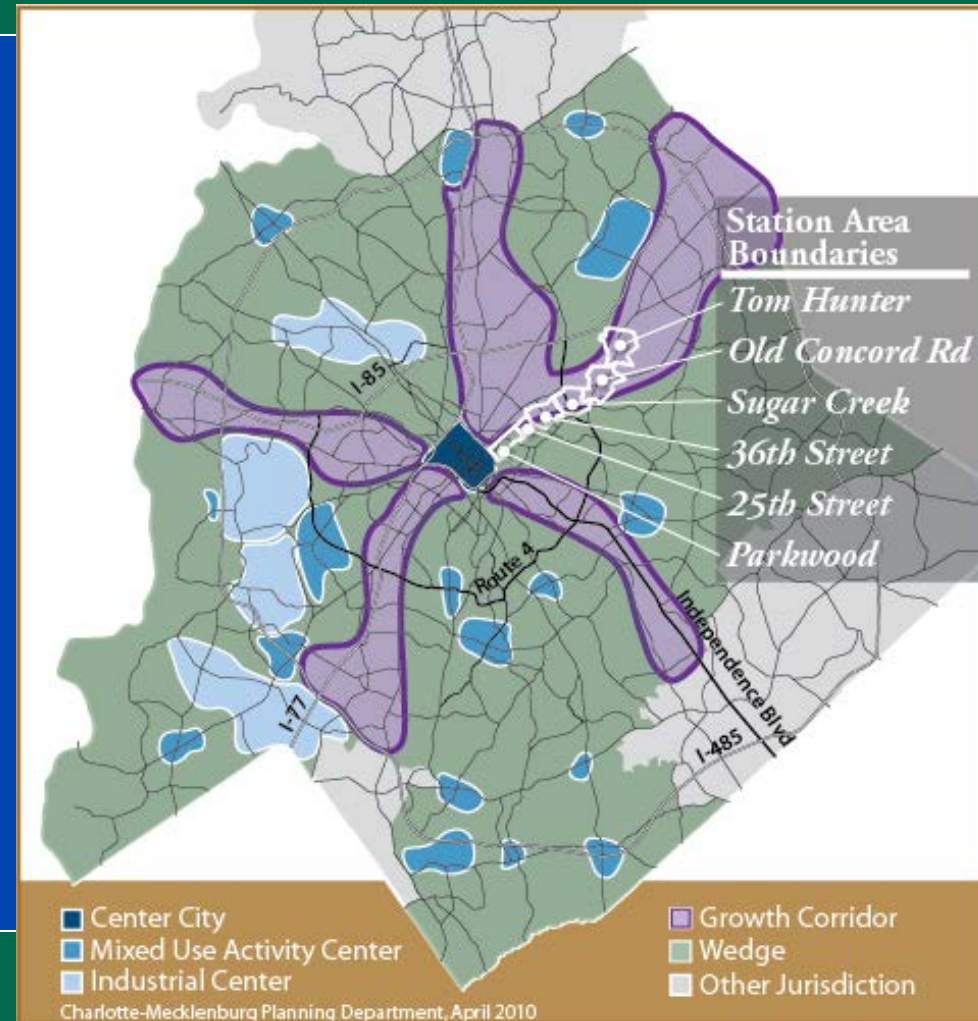 Station Area
Boundaries
Tom Hunter
Old Concord Rd
Sugar Creek
36th Street
25th Street
Parkwood
I-85
Route 4
Independence Blvd
I-77
I-485
Center City
Mixed Use Activity Center
Industrial Center
Growth Corridor
Wedge
Other Jurisdiction
Charlotte-Mecklenburg Planning Department, April 2010